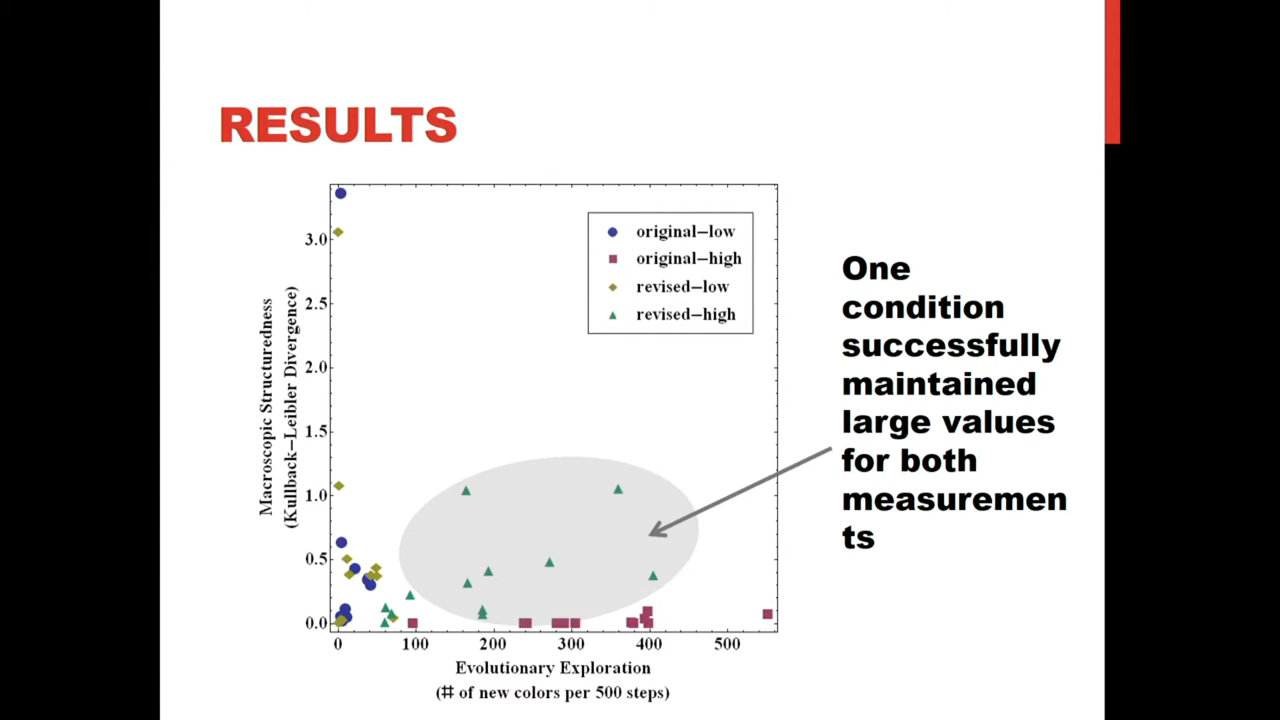 RESULTS
3.0
2.5
2.0
1.5
1.0
0.5
0.0
0
100
200
300
400
500
Macroscopic Structuredness
(Kullback−Leibler Divergence)
Evolutionary Exploration
(# of new colors per 500 steps)
original−low
original−high
revised−low
revised−high
One
condition
successfully
maintained
large values
for both
measuremen
ts